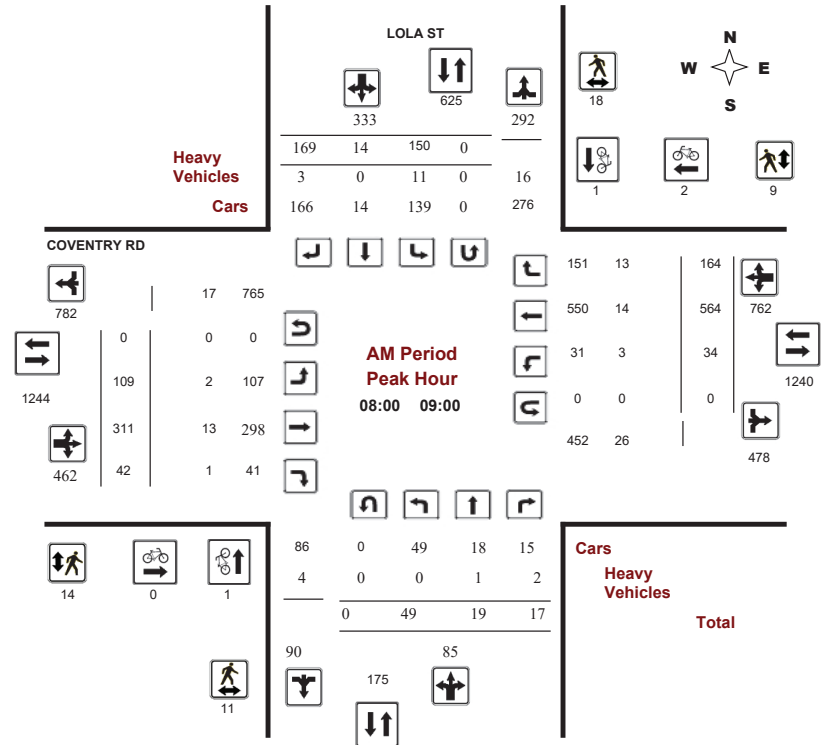 LOLA ST
N
W E
S
625
18
333
292
169 14 150 0
Heavy
Vehicles
3 0 11 0 16
1 2 9
Cars
166 14 139 0 276
COVENTRY RD
151 13 164
17 765
782
550 14 564 762
0 0 0
AM Period
31 3 34
109 2 107
Peak Hour
1244
1240
08:00 09:00
0 0 0
311 13 298
452 26
462
42 1 41
478
86 0 49 18 15
Cars
4 0 0 1 2
Heavy
Vehicles
14 0 1
0 49 19 17
Total
90 85
175
11